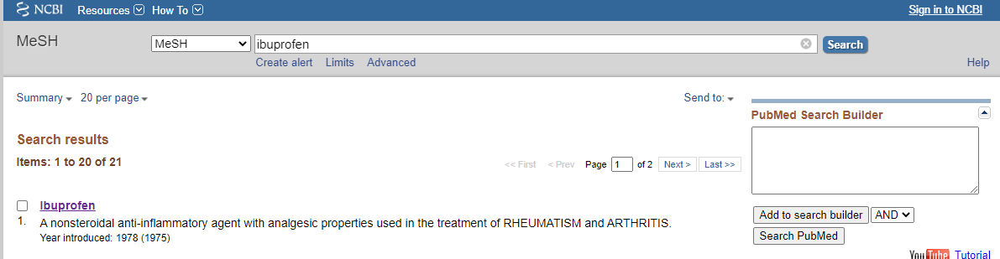 NCBI Resources How To Sign in to NCBI
MeSH MeSH ibuprofen Search
Create alert Limits Advanced Help
Summary 20 per page Send to:
PubMed Search Builder
Search results
Items: 1 to 20 of 21
<< First < Prev Page 1 of 2 Next > Last >>
Ibuprofen
1. A nonsteroidal anti-inflammatory agent with analgesic properties used in the treatment of RHEUMATISM and ARTHRITIS.
Year introduced: 1978 (1975)
Add to search builder AND
Search PubMed
YouTube Tutorial